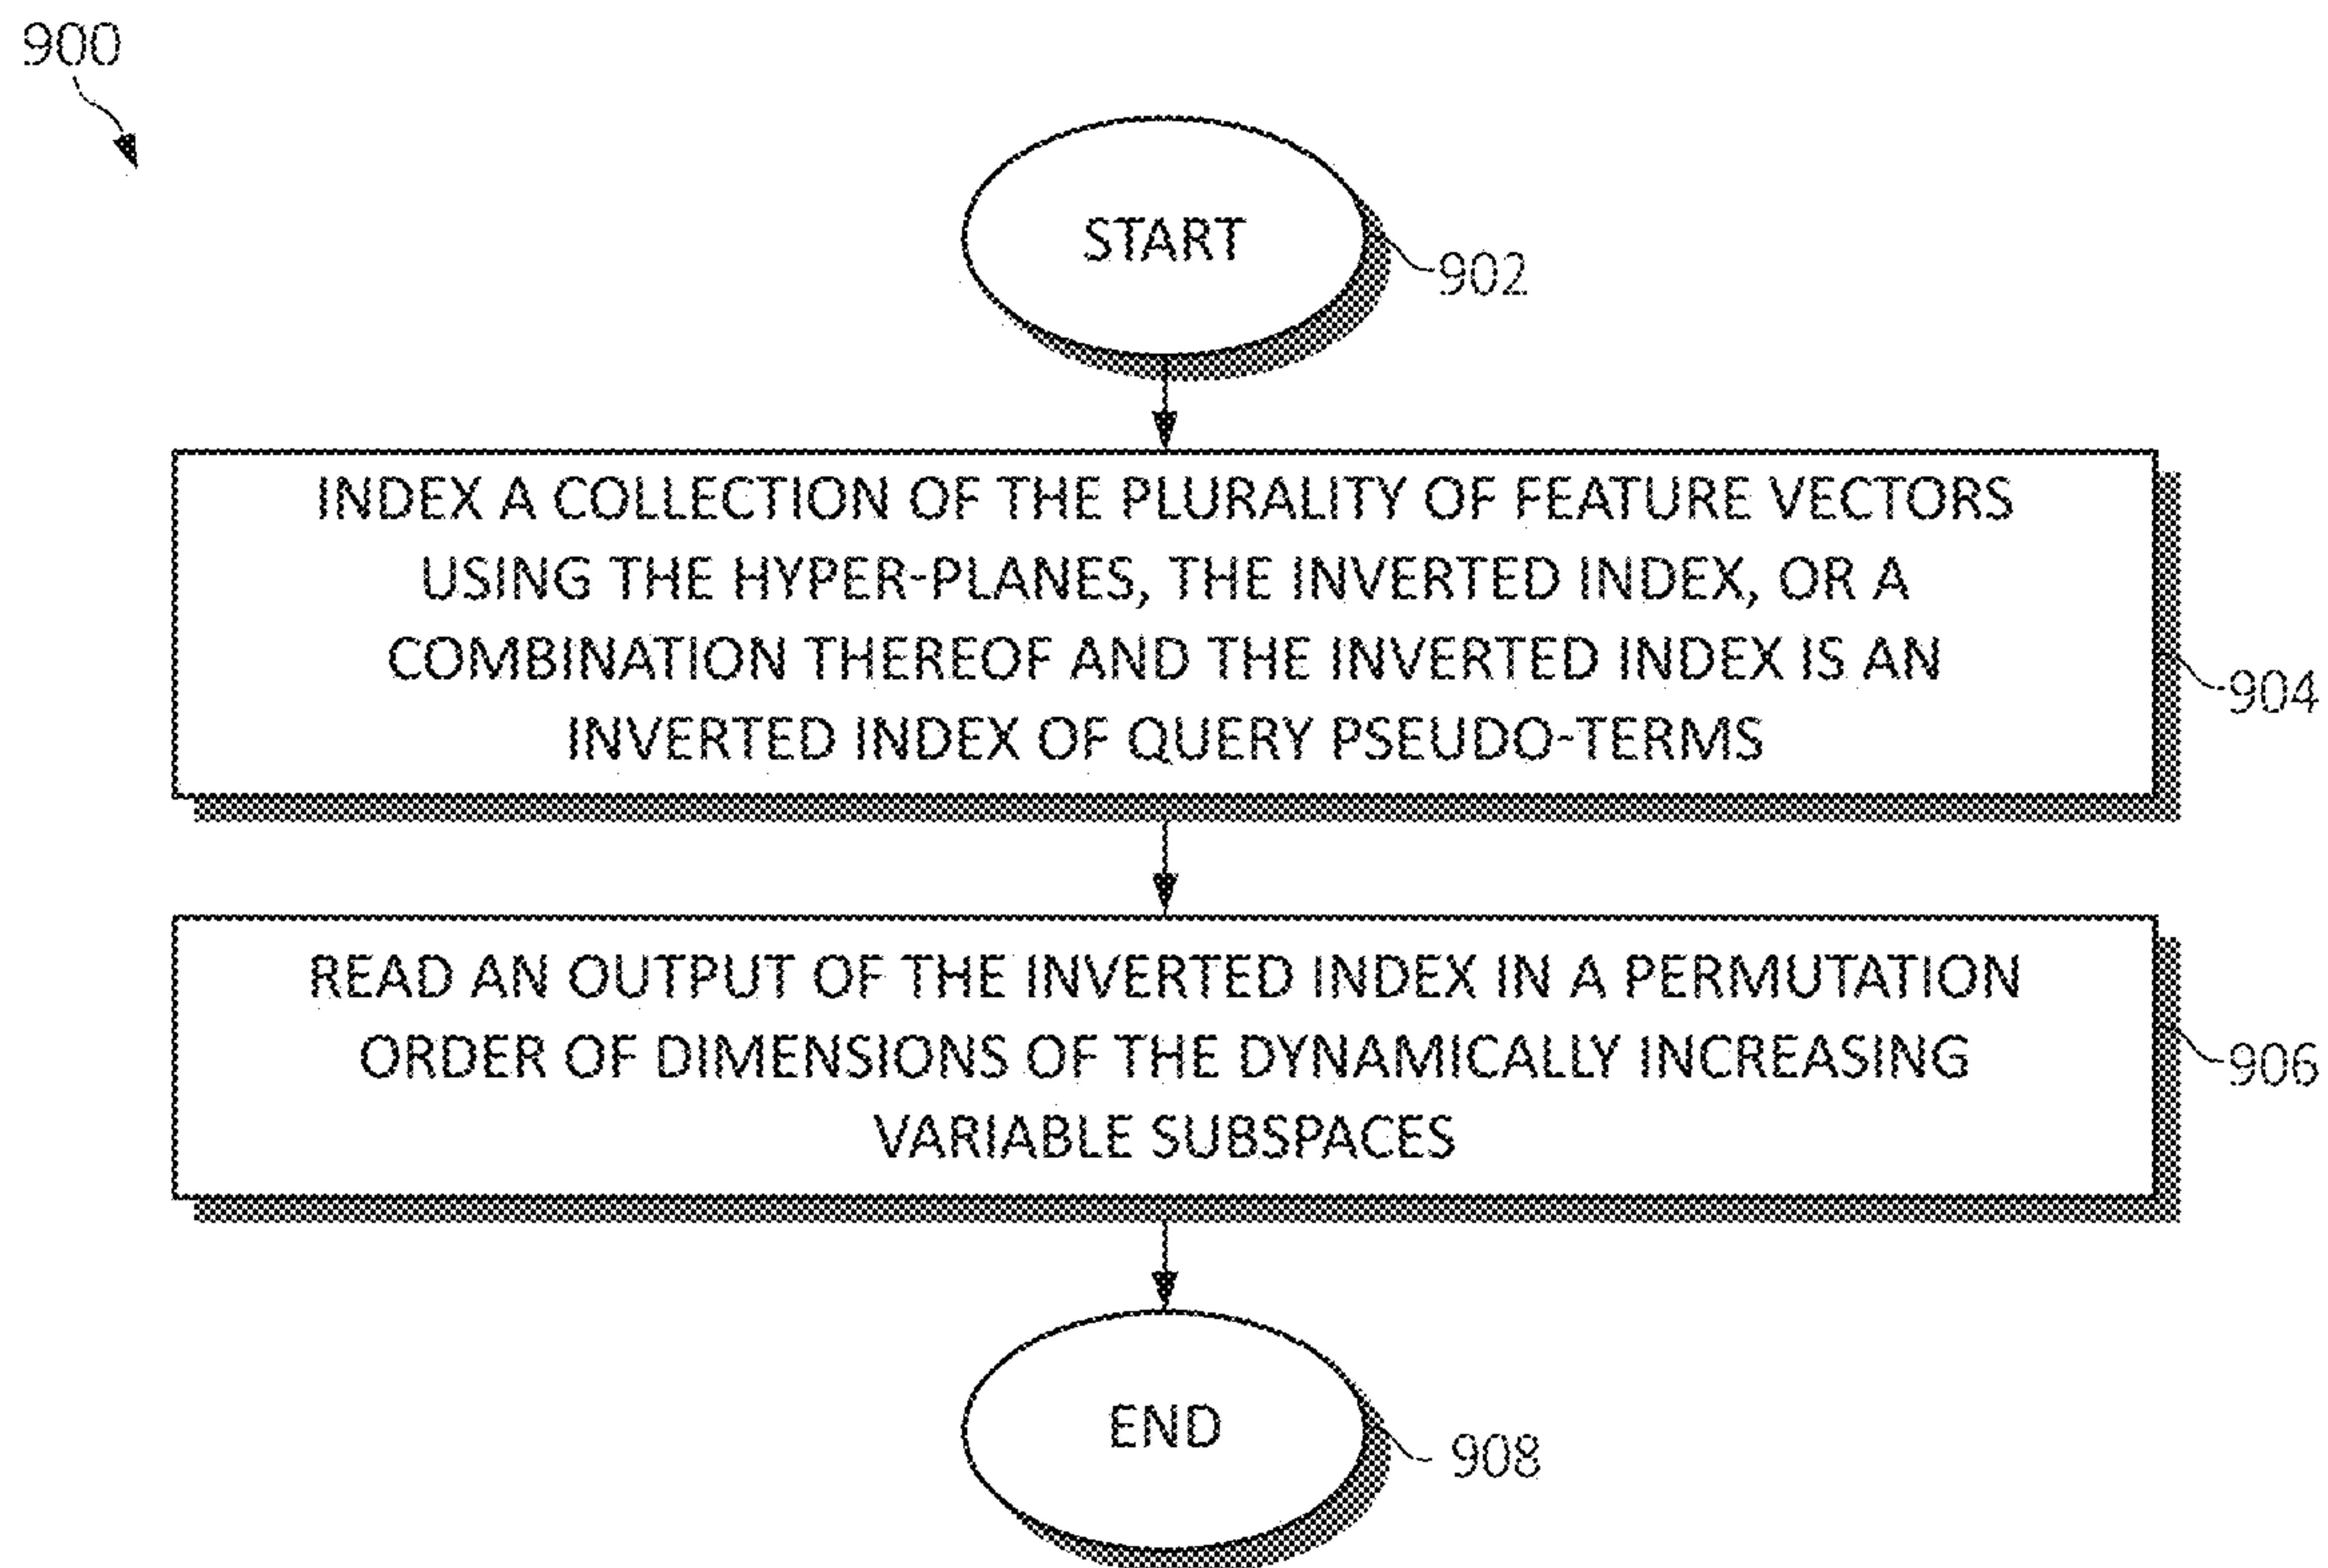 900
START
902
INDEX A COLLECTION OF THE PLURALITY OF FEATURE VECTORS
USING THE HYPER-PLANES, THE INVERTED INDEX, OR A
COMBINATION THEREOF AND THE INVERTED INDEX IS AN
INVERTED INDEX OF QUERY PSEUDO-TERMS
904
READ AN OUTPUT OF THE INVERTED INDEX IN A PERMUTATION
ORDER OF DIMENSIONS OF THE DYNAMICALLY INCREASING
VARIABLE SUBSPACES
906
END
908